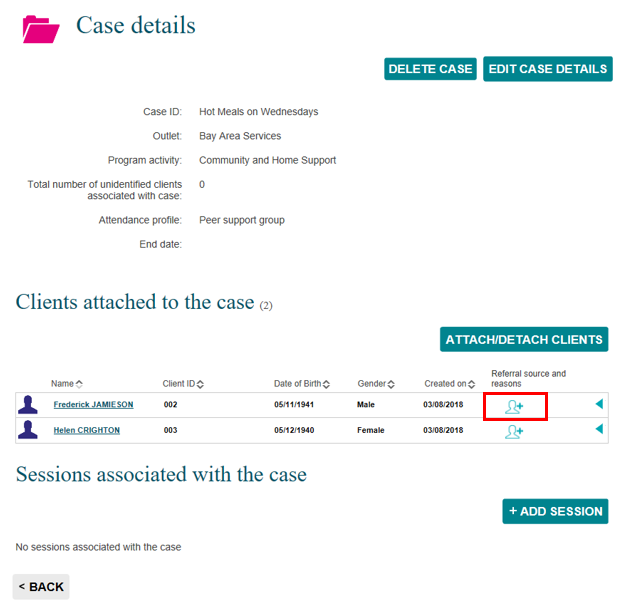 Case details
DELETE CASE EDIT CASE DETAILS
Case ID: Hot Meals on Wednesdays
Outlet: Bay Area Services
Program activity: Community and Home Support
Total number of unidentified clients 0
associated with case:
Attendance profile: Peer support group
End date:
Clients attached to the case (2)
ATTACH/DETACH CLIENTS
Referral source and
Name Client ID Date of Birth Gender Created on reasons
Frederick JAMIESON 002 05/11/1941 Male 03/08/2018
Helen CRIGHTON 003 05/12/1940 Female 03/08/2018
Sessions associated with the case
+ ADD SESSION
No sessions associated with the case
< BACK